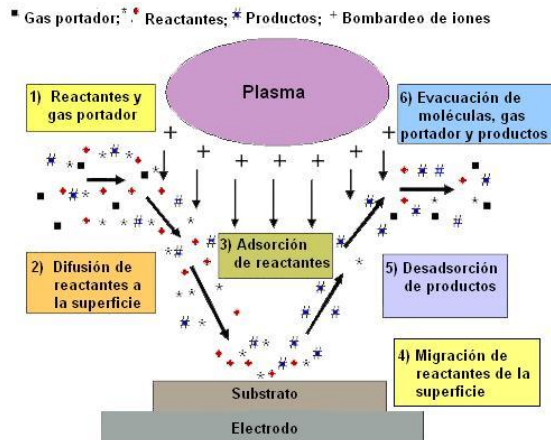 ■ Gas portador; * ♦ Reactantes; # Productos; + Bombardeo de iones
Plasma
1) Reactantes y
gas portador
6) Evacuación de
moléculas, gas
portador y productos
3) Adsorción
de reactantes
2) Difusión de
reactantes a
la superficie
5) Desadsorción
de productos
4) Migración de
reactantes de la
superficie
Substrato
Electrodo